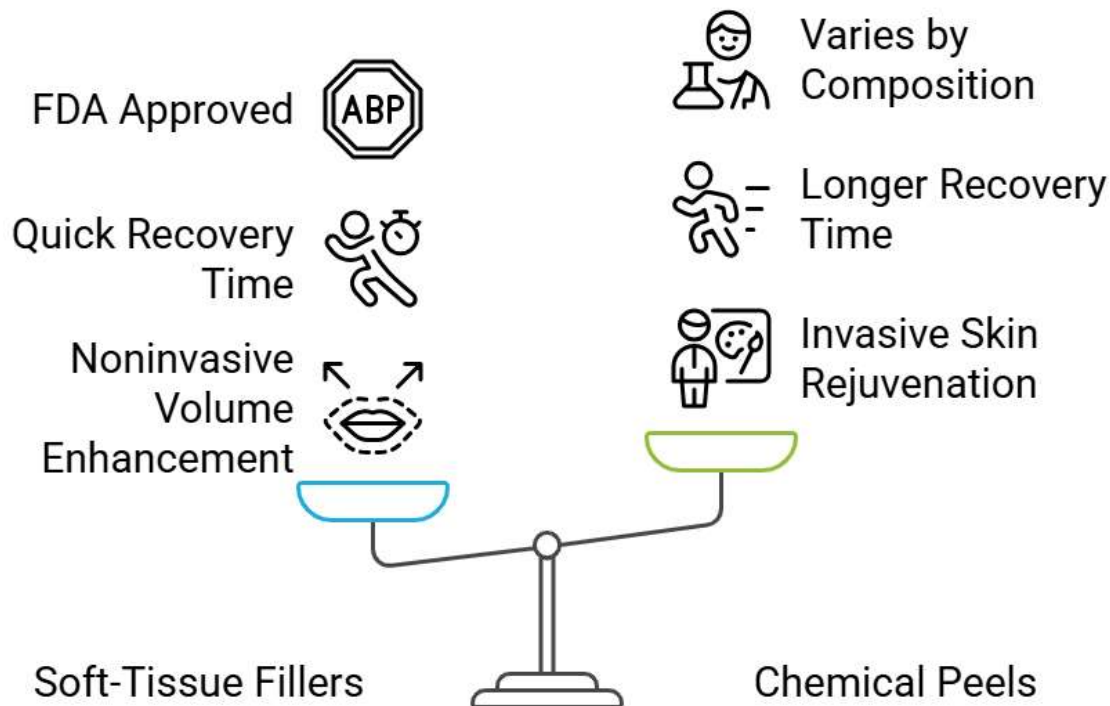 FDA Approved
ABP
Quick Recovery
Time
Noninvasive
Volume
Enhancement
Varies by
Composition
Longer Recovery
Time
Invasive Skin
Rejuvenation
Soft-Tissue Fillers
Chemical Peels